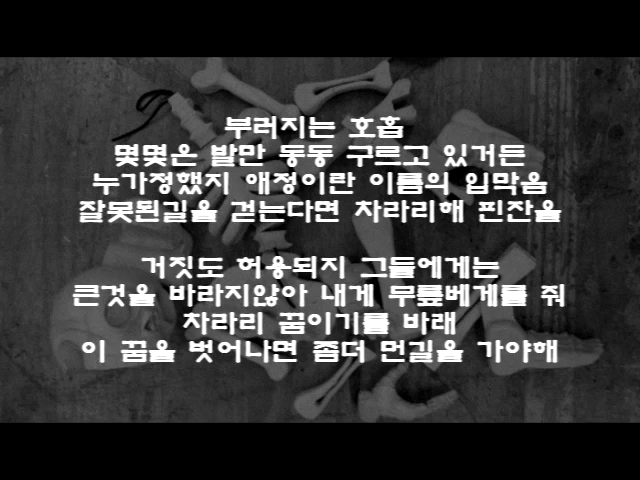 부러지는 호흡
몇몇은 발만 동동 구르고 있거든
누가정했지 애정이란 이름의 입막음
잘못된길을 걷는다면 차라리해 핀잔을
거짓도 허용되지 그들에게는
큰것을 바라지않아 내게 무릎베게를 줘
차라리 꿈이기를 바래
이 꿈을 벗어나면 좀더 먼길을 가야해